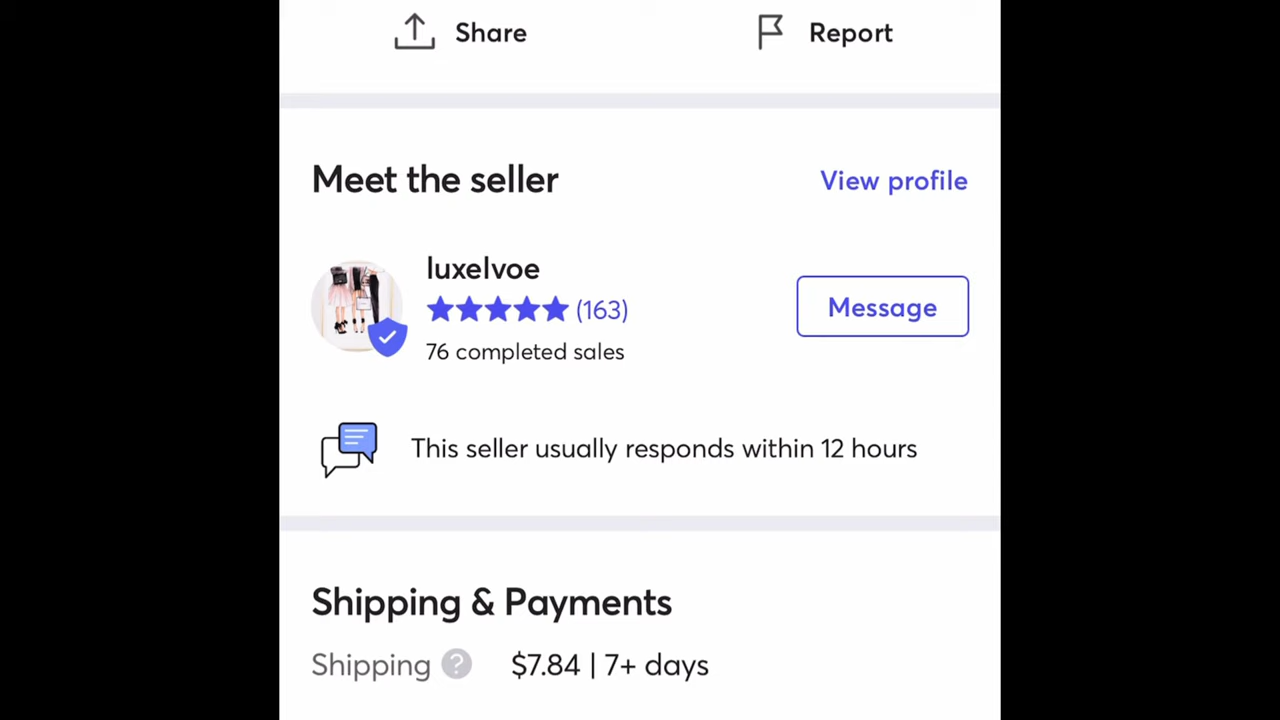 Share
Report
Meet the seller
View profile
luxelvoe
(163)
76 completed sales
Message
This seller usually responds within 12 hours
Shipping & Payments
Shipping ? $7.84 | 7+ days